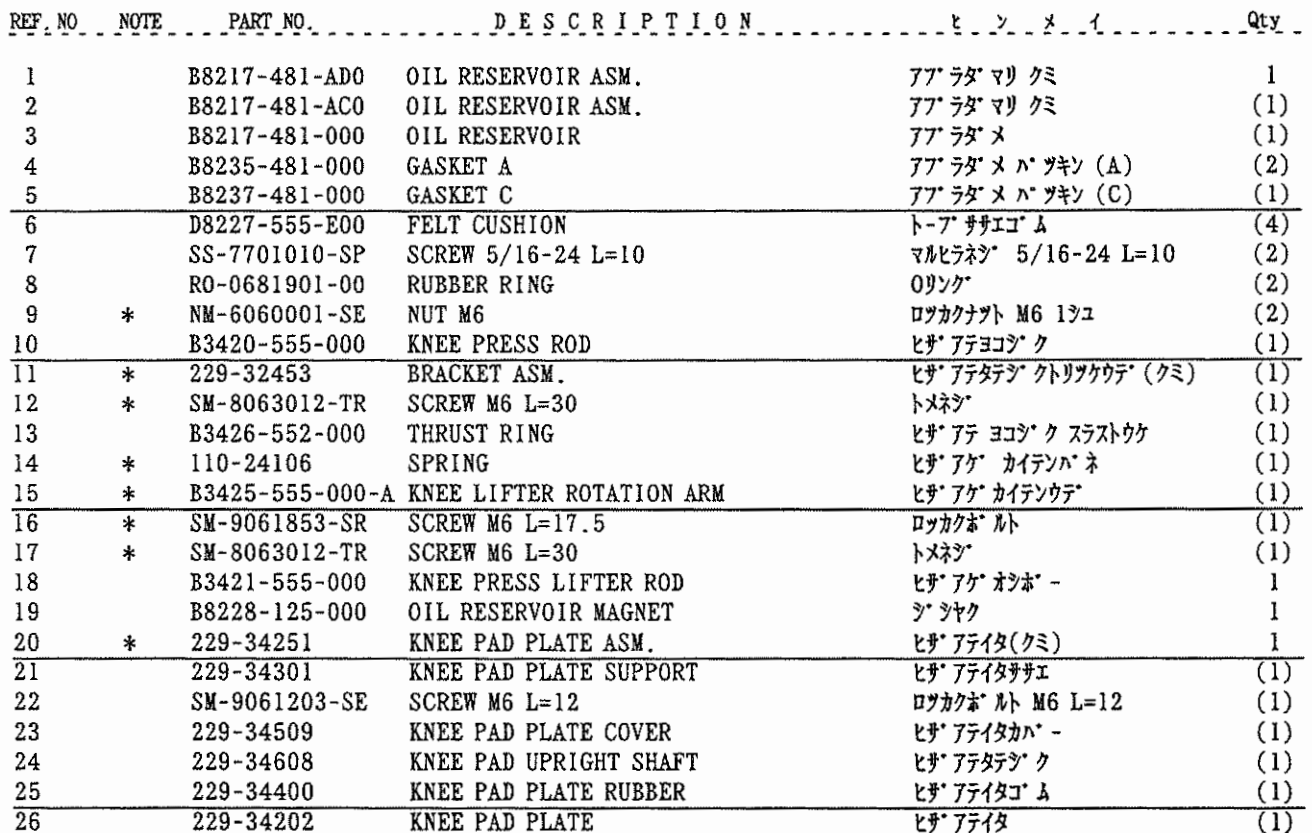 REF. NO NOTE PART NO. D E S C R I P T I O N ヒ ン メ イ Qty
1 B8217-481-AD0 OIL RESERVOIR ASM. アブラダマリ クミ 1
2 B8217-481-AC0 OIL RESERVOIR ASM. アブラダマリ クミ (1)
3 B8217-481-000 OIL RESERVOIR アブラダメ (1)
4 B8235-481-000 GASKET A アブラダメ パツキン (A) (2)
5 B8237-481-000 GASKET C アブラダメ パツキン (C) (1)
6 D8227-555-E00 FELT CUSHION トーブ ササエゴム (4)
7 SS-7701010-SP SCREW 5/16-24 L=10 マルヒラネジ 5/16-24 L=10 (2)
8 RO-0681901-00 RUBBER RING Oリング (2)
9 * NM-6060001-SE NUT M6 ロツカクナツト M6 1シユ (2)
10 B3420-555-000 KNEE PRESS ROD ヒザアテヨコジク (1)
11 * 229-32453 BRACKET ASM. ヒザアテタテジクトリツケウデ(クミ) (1)
12 * SM-8063012-TR SCREW M6 L=30 トメネジ (1)
13 B3426-552-000 THRUST RING ヒザアテ ヨコジク スラストウケ (1)
14 * 110-24106 SPRING ヒザアゲ カイテンバネ (1)
15 * B3425-555-000-A KNEE LIFTER ROTATION ARM ヒザアゲカイテンウデ (1)
16 * SM-9061853-SR SCREW M6 L=17.5 ロッカクボルト (1)
17 * SM-8063012-TR SCREW M6 L=30 トメネジ (1)
18 B3421-555-000 KNEE PRESS LIFTER ROD ヒザアゲオシボー 1
19 B8228-125-000 OIL RESERVOIR MAGNET ジシヤク 1
20 * 229-34251 KNEE PAD PLATE ASM. ヒザアテイタ(クミ) 1
21 229-34301 KNEE PAD PLATE SUPPORT ヒザアテイタササエ (1)
22 SM-9061203-SE SCREW M6 L=12 ロツカクボルト M6 L=12 (1)
23 229-34509 KNEE PAD PLATE COVER ヒザアテイタカバー (1)
24 229-34608 KNEE PAD UPRIGHT SHAFT ヒザアテタテジク (1)
25 229-34400 KNEE PAD PLATE RUBBER ヒザアテイタゴム (1)
26 229-34202 KNEE PAD PLATE ヒザアテイタ (1)